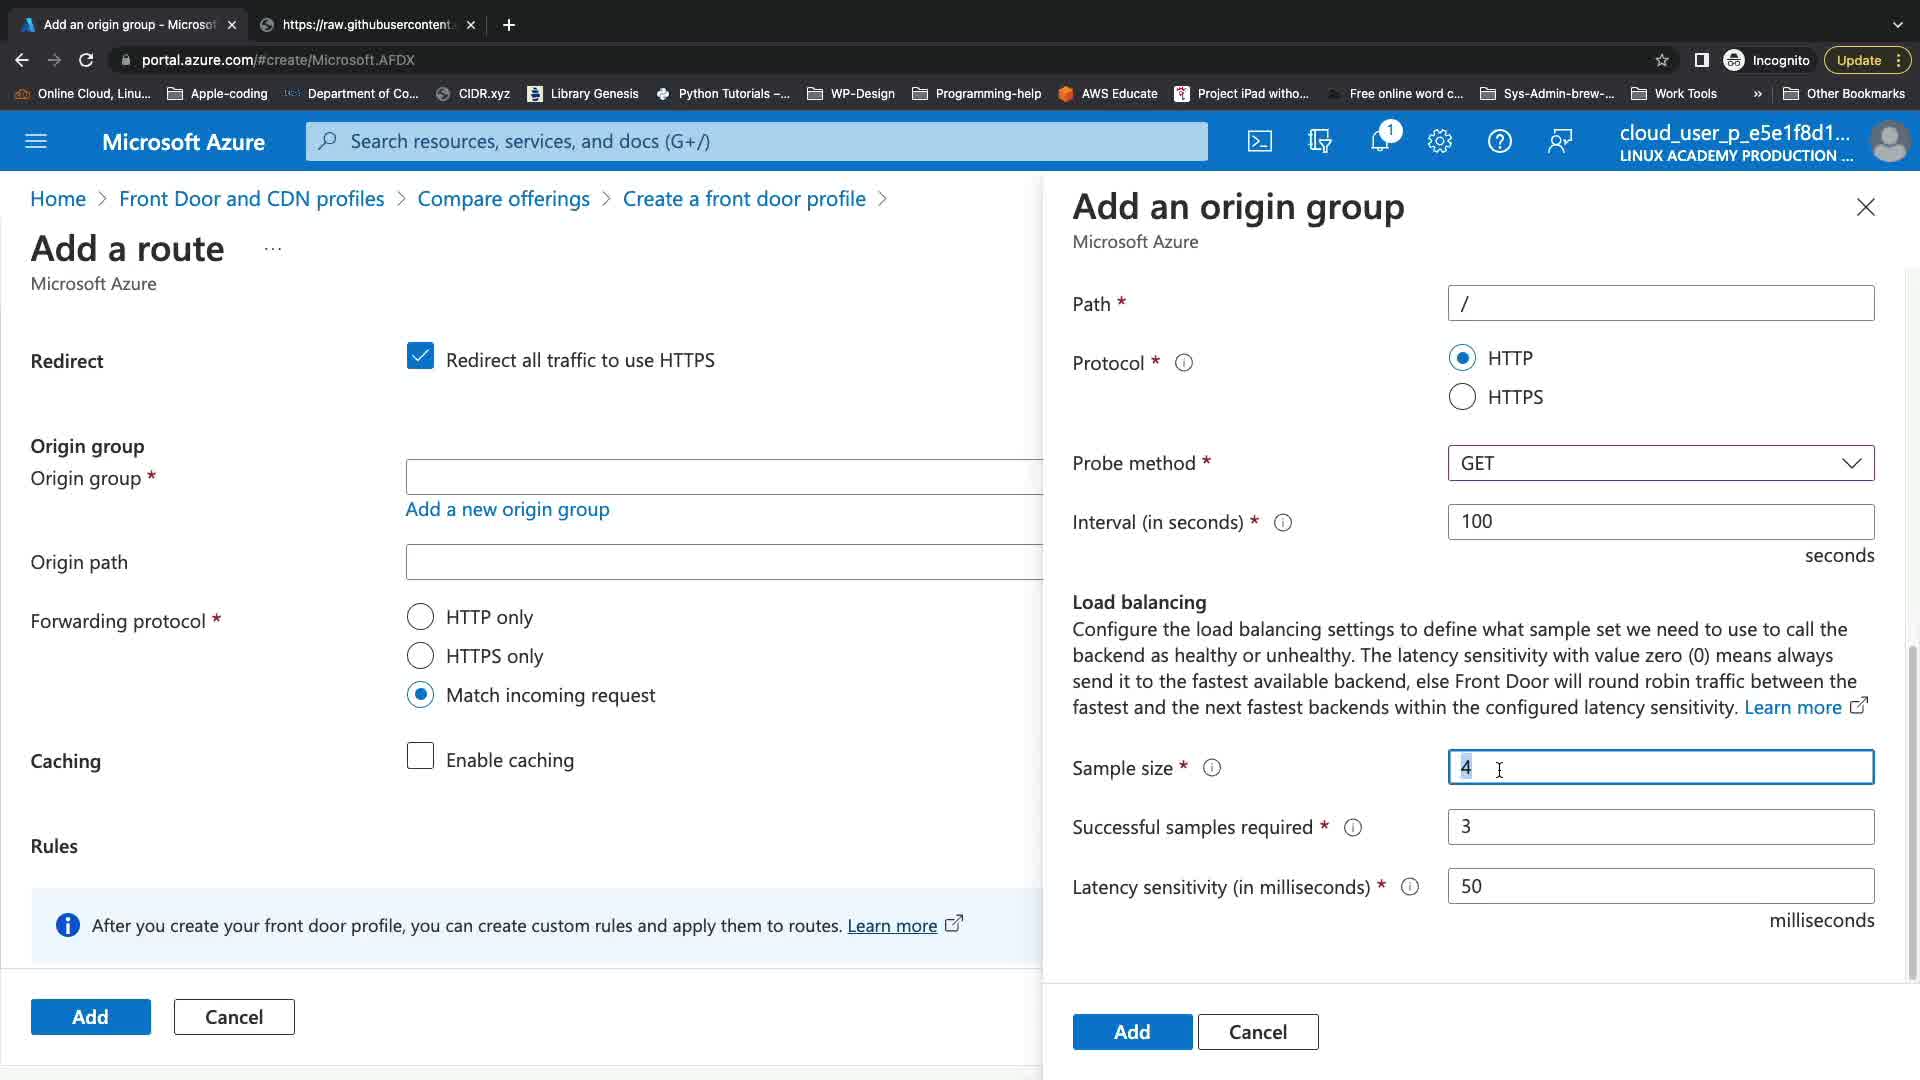 Add an origin group - Microsof
https://raw.githubusercontent.
portal.azure.com/#create/Microsoft.AFDX
Incognito
Update
Online Cloud, Linu...
Apple-coding
Department of Co...
CIDR.xyz
Library Genesis
Python Tutorials –...
WP-Design
Programming-help
AWS Educate
Project iPad witho...
Free online word c...
Sys-Admin-brew-...
Work Tools
»
Other Bookmarks
Microsoft Azure
Search resources, services, and docs (G+/)
1
cloud_user_p_e5e1f8d1...
LINUX ACADEMY PRODUCTION ...
Home > Front Door and CDN profiles > Compare offerings > Create a front door profile >
Add a route ...
Microsoft Azure
Redirect
Redirect all traffic to use HTTPS
Origin group
Origin group *
Add a new origin group
Origin path
Forwarding protocol *
HTTP only
HTTPS only
Match incoming request
Caching
Enable caching
Rules
After you create your front door profile, you can create custom rules and apply them to routes. Learn more
Add
Cancel
Add an origin group
Microsoft Azure
Path *
/
Protocol *
HTTP
HTTPS
Probe method *
GET
Interval (in seconds) *
100
seconds
Load balancing
Configure the load balancing settings to define what sample set we need to use to call the
backend as healthy or unhealthy. The latency sensitivity with value zero (0) means always
send it to the fastest available backend, else Front Door will round robin traffic between the
fastest and the next fastest backends within the configured latency sensitivity. Learn more
Sample size *
4
Successful samples required *
3
Latency sensitivity (in milliseconds) *
50
milliseconds
Add
Cancel